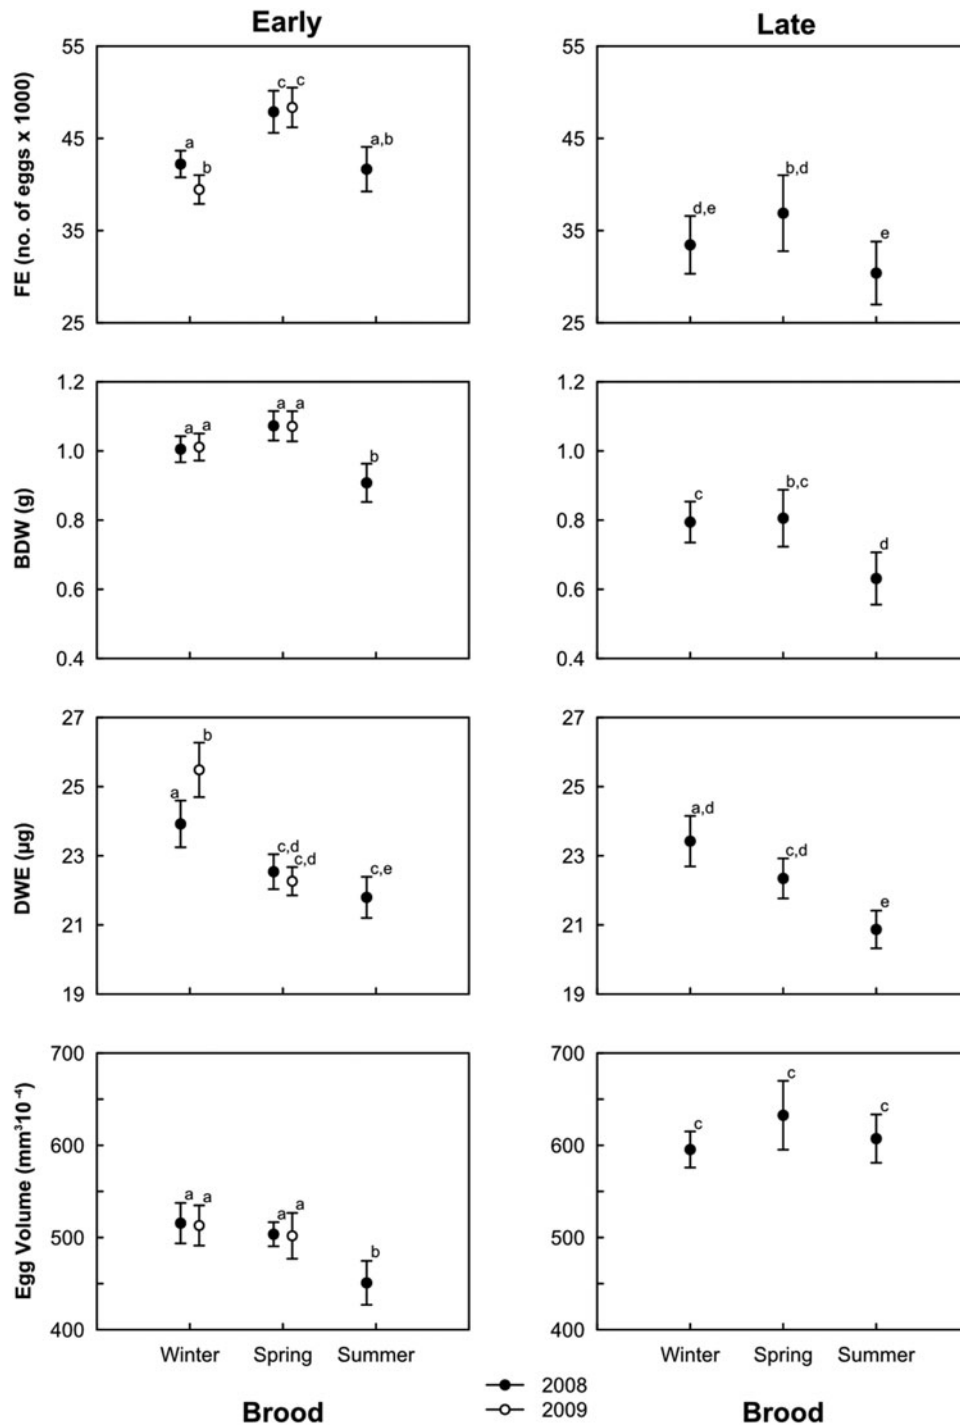 Early
Late
FE (no. of eggs x 1000)
55
45
35
25
a
b
c
c
a,b
55
45
35
25
d,e
b,d
e
BDW (g)
1.2
1.0
0.8
0.6
0.4
a
a
a
a
b
1.2
1.0
0.8
0.6
0.4
c
b,c
d
DWE (µg)
27
25
23
21
19
a
b
c,d
c,d
c,e
27
25
23
21
19
a,d
c,d
e
Egg Volume (mm³10⁻⁴)
700
600
500
400
a
a
a
a
b
700
600
500
400
c
c
c
Winter Spring Summer
Winter Spring Summer
Brood
2008
2009
Brood